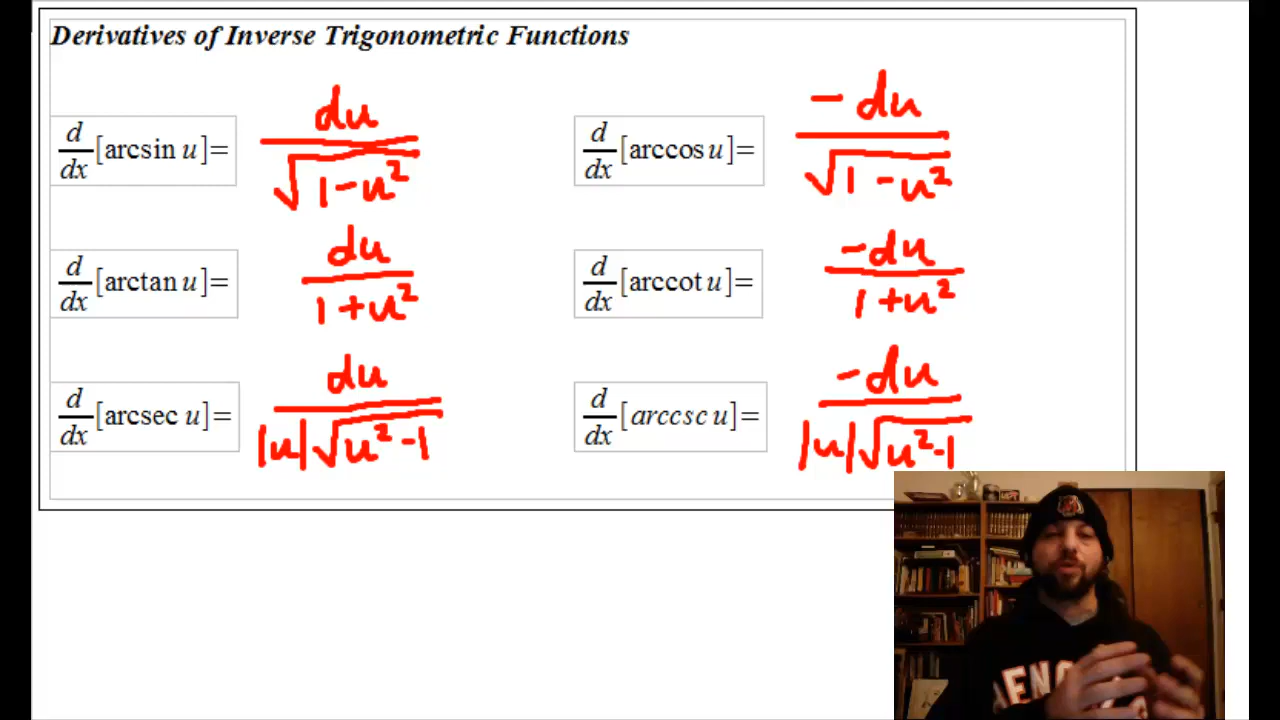 Derivatives of Inverse Trigonometric Functions
d/dx [arcsin u]= du/√(1-u²)
d/dx [arccos u]= -du/√(1-u²)
d/dx [arctan u]= du/(1+u²)
d/dx [arccot u]= -du/(1+u²)
d/dx [arcsec u]= du/(|u|√(u²-1))
d/dx [arccsc u]= -du/(|u|√(u²-1))